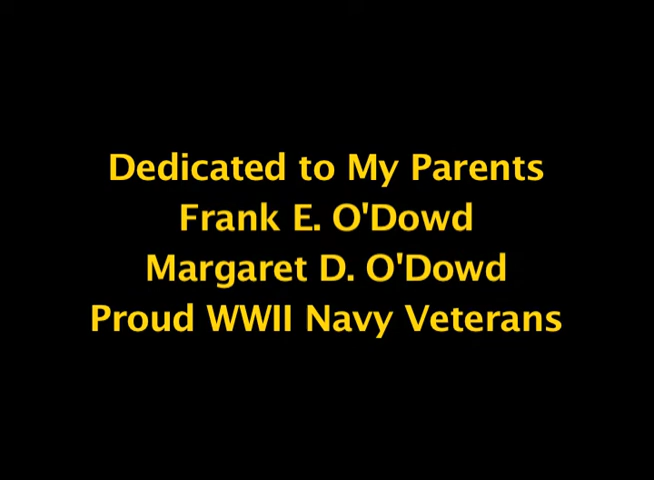 Dedicated to My Parents
Frank E. O'Dowd
Margaret D. O'Dowd
Proud WWII Navy Veterans